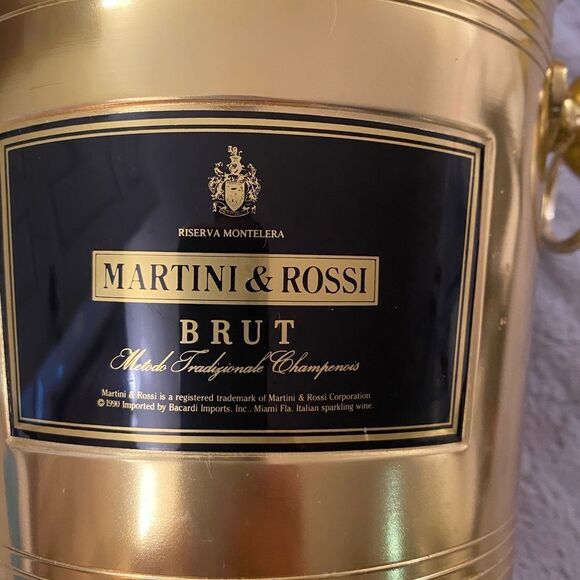 RISERVA MONTELERA
MARTINI & ROSSI
BRUT
Metodo Tradizionale Champenois
Martini & Rossi is a registered trademark of Martini & Rossi Corporation
© 1990 Imported by Bacardi Imports, Inc., Miami Fla. Italian sparkling wine.